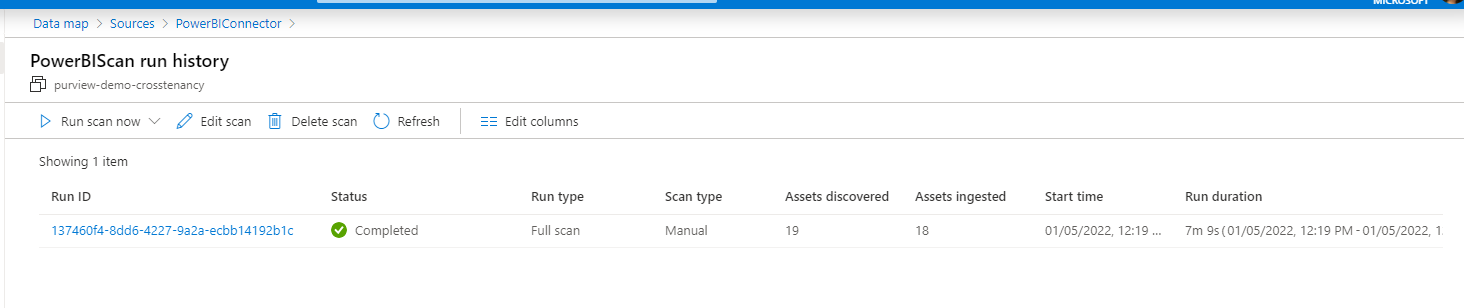 MICROSOFT
Data map > Sources > PowerBIConnector >
PowerBIScan run history
purview-demo-crosstenancy
Run scan now Edit scan Delete scan Refresh Edit columns
Showing 1 item
Run ID Status Run type Scan type Assets discovered Assets ingested Start time Run duration
137460f4-8dd6-4227-9a2a-ecbb14192b1c Completed Full scan Manual 19 18 01/05/2022, 12:19 ... 7m 9s (01/05/2022, 12:19 PM - 01/05/2022, 1